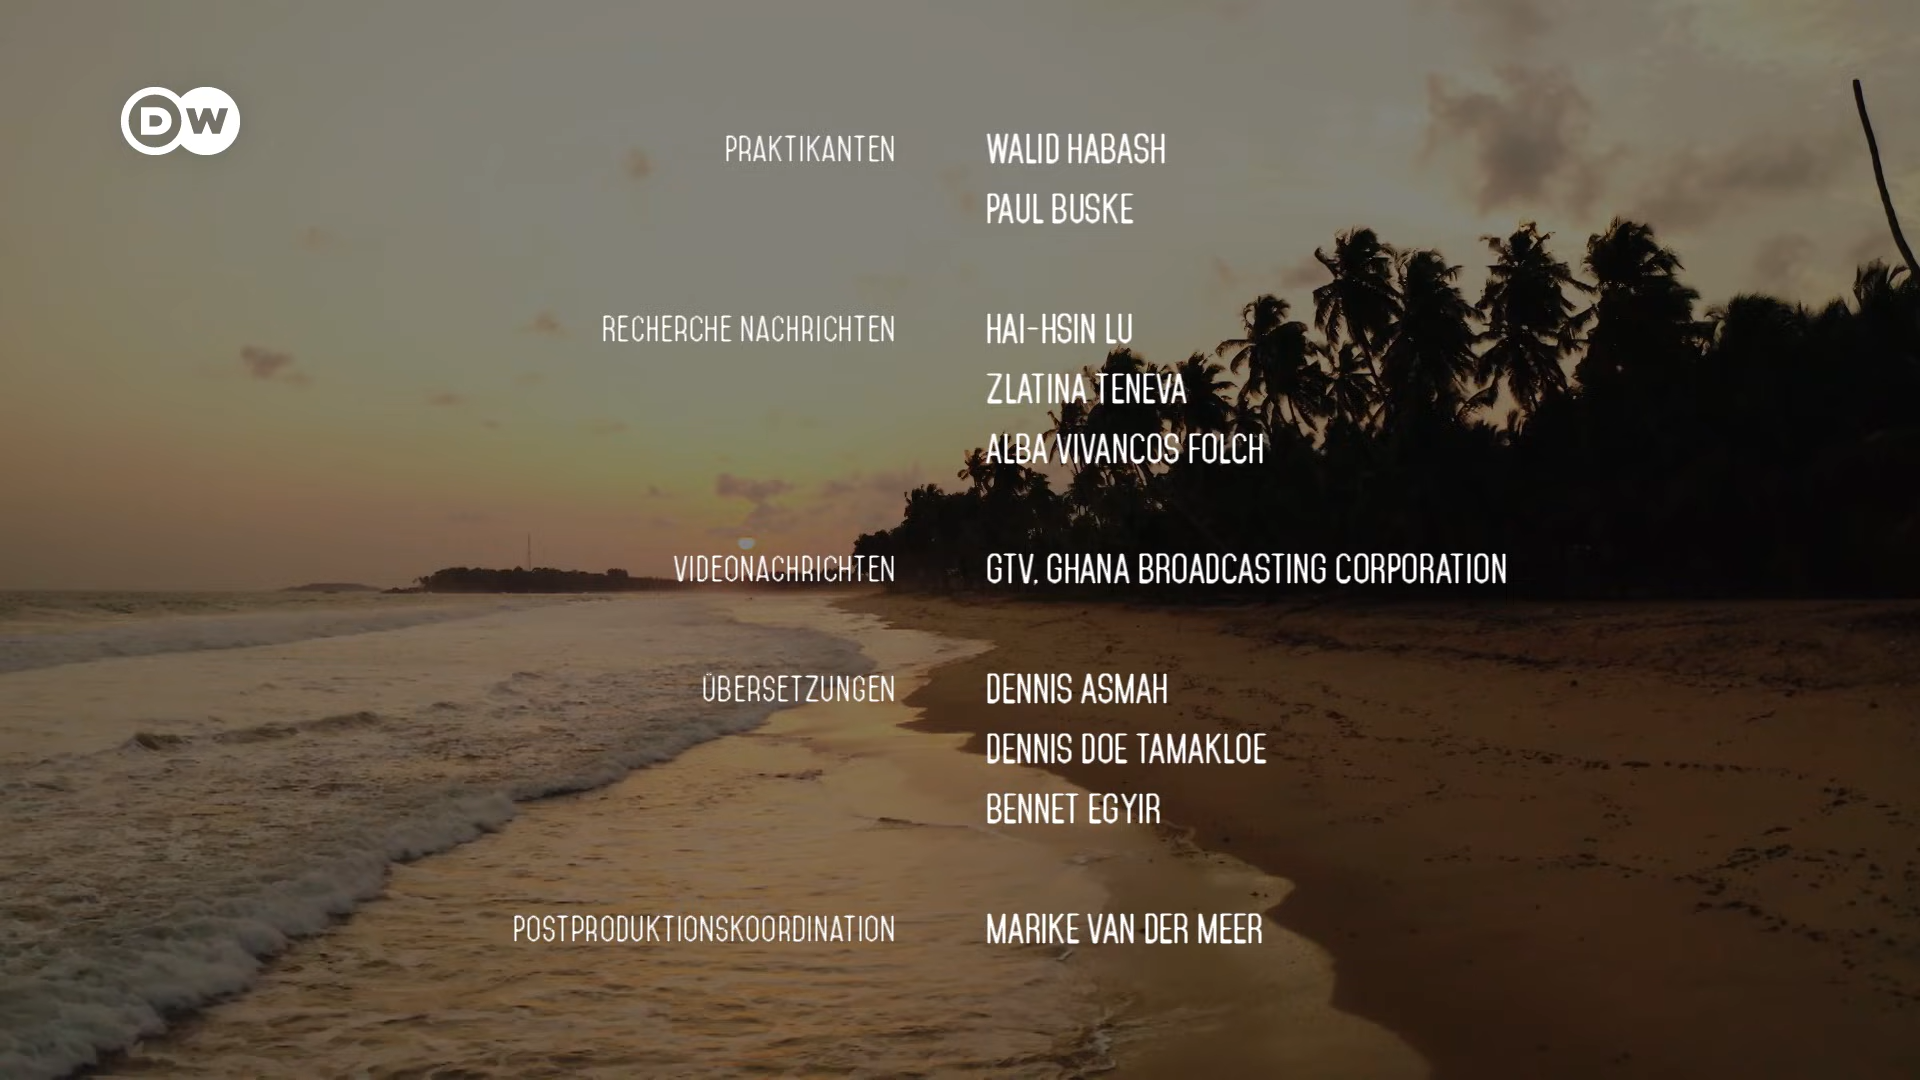 DW
PRAKTIKANTEN WALID HABASH
PAUL BUSKE
RECHERCHE NACHRICHTEN HAI-HSIN LU
ZLATINA TENEVA
ALBA VIVANCOS FOLCH
VIDEONACHRICHTEN GTV, GHANA BROADCASTING CORPORATION
ÜBERSETZUNGEN DENNIS ASMAH
DENNIS DOE TAMAKLOE
BENNET EGYIR
POSTPRODUKTIONSKOORDINATION MARIKE VAN DER MEER